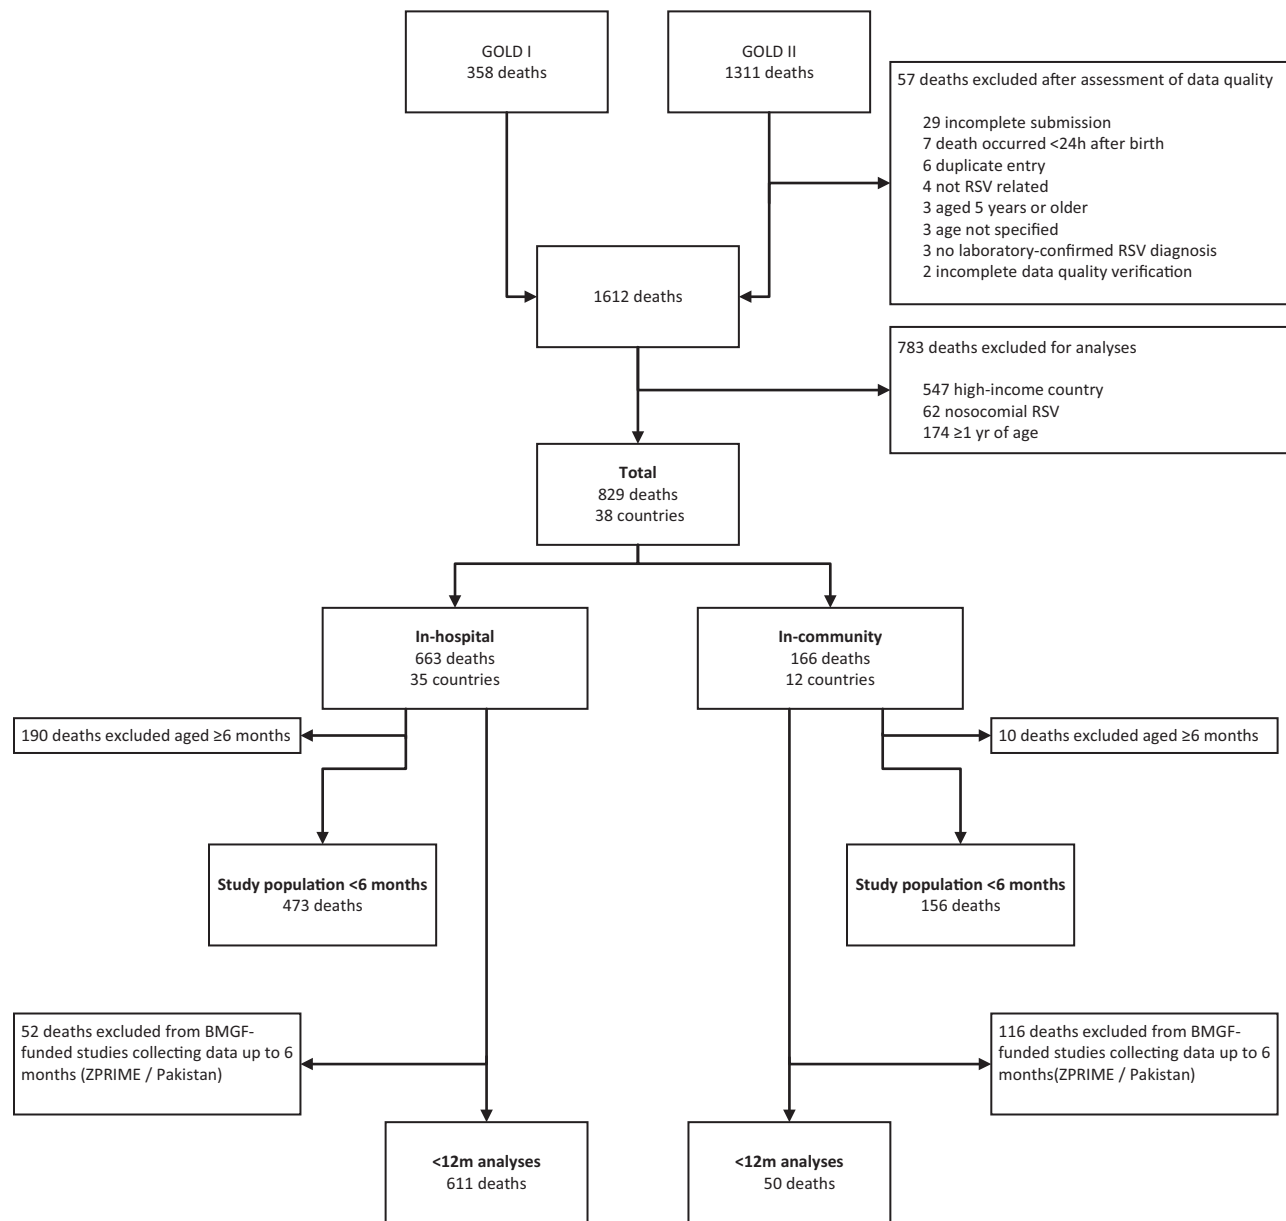 GOLD I
358 deaths
GOLD II
1311 deaths
57 deaths excluded after assessment of data quality
29 incomplete submission
7 death occurred <24h after birth
6 duplicate entry
4 not RSV related
3 aged 5 years or older
3 age not specified
3 no laboratory-confirmed RSV diagnosis
2 incomplete data quality verification
1612 deaths
783 deaths excluded for analyses
547 high-income country
62 nosocomial RSV
174 ≥1 yr of age
Total
829 deaths
38 countries
In-hospital
663 deaths
35 countries
In-community
166 deaths
12 countries
190 deaths excluded aged ≥6 months
10 deaths excluded aged ≥6 months
Study population <6 months
473 deaths
Study population <6 months
156 deaths
52 deaths excluded from BMGF-
funded studies collecting data up to 6
months (ZPRIME / Pakistan)
116 deaths excluded from BMGF-
funded studies collecting data up to 6
months(ZPRIME / Pakistan)
<12m analyses
611 deaths
<12m analyses
50 deaths